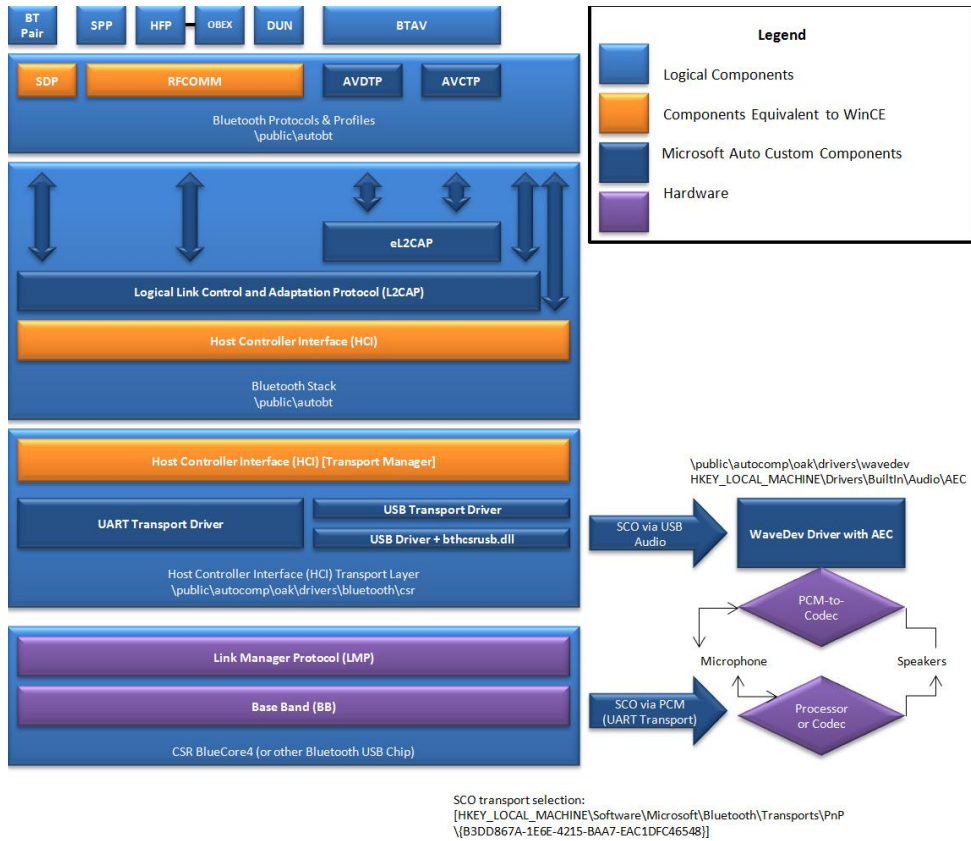 BT
Pair
SPP
HFP
OBEX
DUN
BTAV
Legend
Logical Components
Components Equivalent to WinCE
Microsoft Auto Custom Components
Hardware
SDP
RFCOMM
AVDTP
AVCTP
Bluetooth Protocols & Profiles
\public\autobt
eL2CAP
Logical Link Control and Adaptation Protocol (L2CAP)
Host Controller Interface (HCI)
Bluetooth Stack
\public\autobt
Host Controller Interface (HCI) [Transport Manager]
UART Transport Driver
USB Transport Driver
USB Driver + bthcsrusb.dll
Host Controller Interface (HCI) Transport Layer
\public\autocomp\oak\drivers\bluetooth\csr
\public\autocomp\oak\drivers\wavedev
HKEY_LOCAL_MACHINE\Drivers\BuiltIn\Audio\AEC
SCO via USB
Audio
WaveDev Driver with AEC
PCM-to-
Codec
Microphone
Speakers
Link Manager Protocol (LMP)
Base Band (BB)
CSR BlueCore4 (or other Bluetooth USB Chip)
SCO via PCM
(UART Transport)
Processor
or Codec
SCO transport selection:
[HKEY_LOCAL_MACHINE\Software\Microsoft\Bluetooth\Transports\PnP
\{B3DD867A-1E6E-4215-BAA7-EAC1DFC46548}]